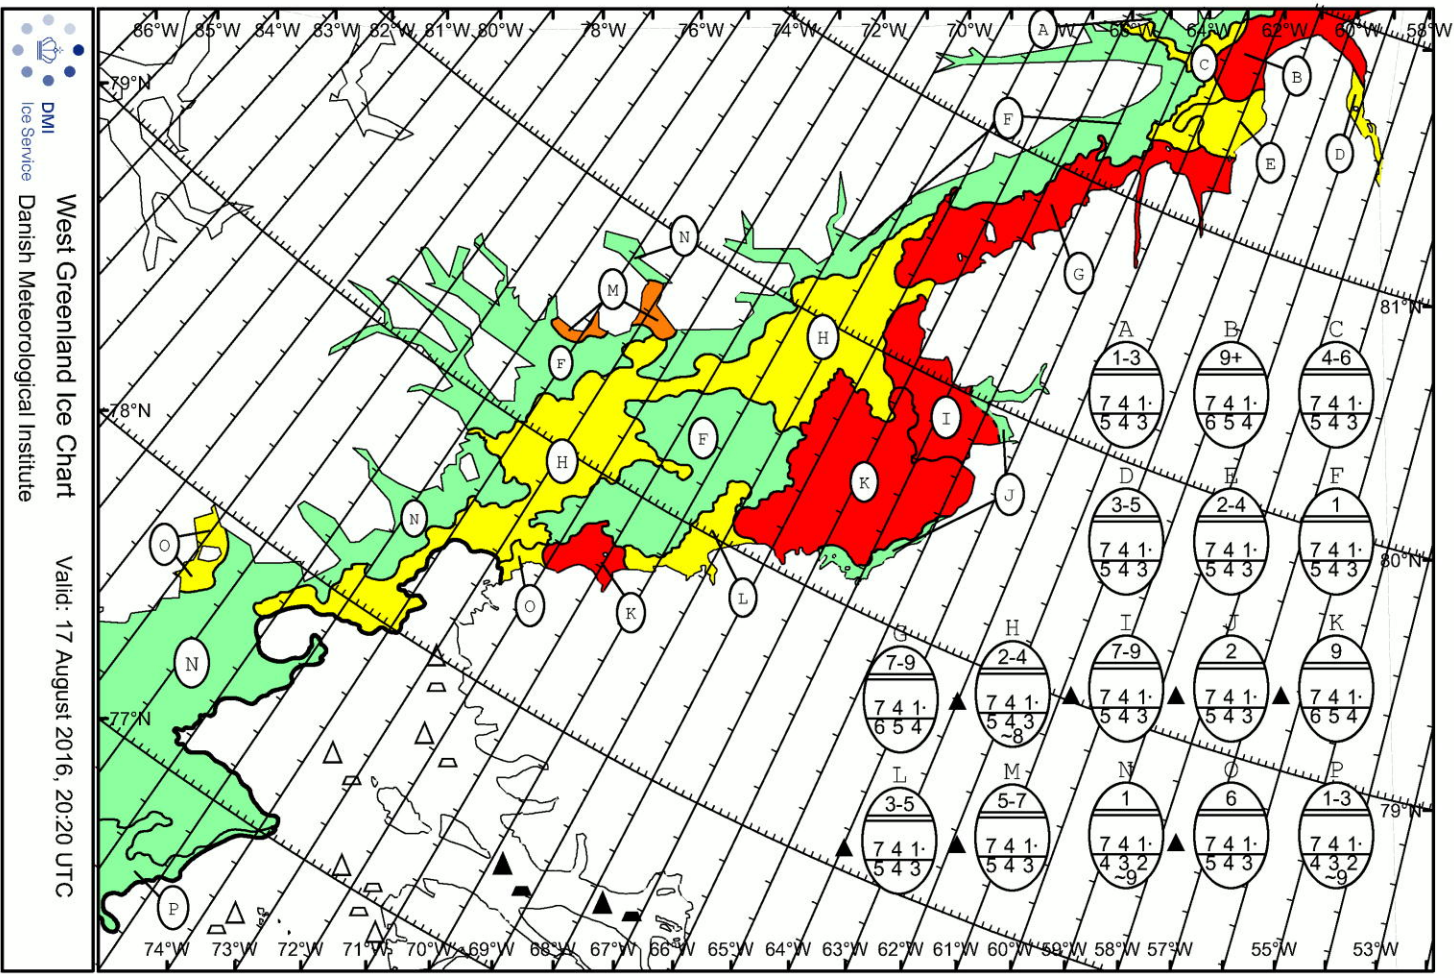 86°W 85°W 84°W 83°W 82°W 81°W 80°W 78°W 76°W 74°W 72°W 70°W 66°W 64°W 62°W 60°W 58°W
79°N
78°N
77°N
81°N
80°N
79°N
74°W 73°W 72°W 71°W 70°W 69°W 68°W 67°W 66°W 65°W 64°W 63°W 62°W 61°W 60°W 59°W 58°W 57°W 55°W 53°W
DMI
Ice Service
Danish Meteorological Institute
West Greenland Ice Chart
Valid: 17 August 2016, 20:20 UTC
A
C
B
F
D
E
N
G
M
H
F
I
F
H
K
N
J
O
O
K
L
N
P
A
1-3
7 4 1·
5 4 3
B
9+
7 4 1·
6 5 4
C
4-6
7 4 1·
5 4 3
D
3-5
7 4 1·
5 4 3
E
2-4
7 4 1·
5 4 3
F
1
7 4 1·
5 4 3
G
7-9
7 4 1·
6 5 4
H
2-4
7 4 1·
5 4 3
~8
I
7-9
7 4 1·
5 4 3
J
2
7 4 1·
5 4 3
K
9
7 4 1·
6 5 4
L
3-5
7 4 1·
5 4 3
M
5-7
7 4 1·
5 4 3
N
1
7 4 1·
4 3 2
~9
O
6
7 4 1·
5 4 3
P
1-3
7 4 1·
4 3 2
~9